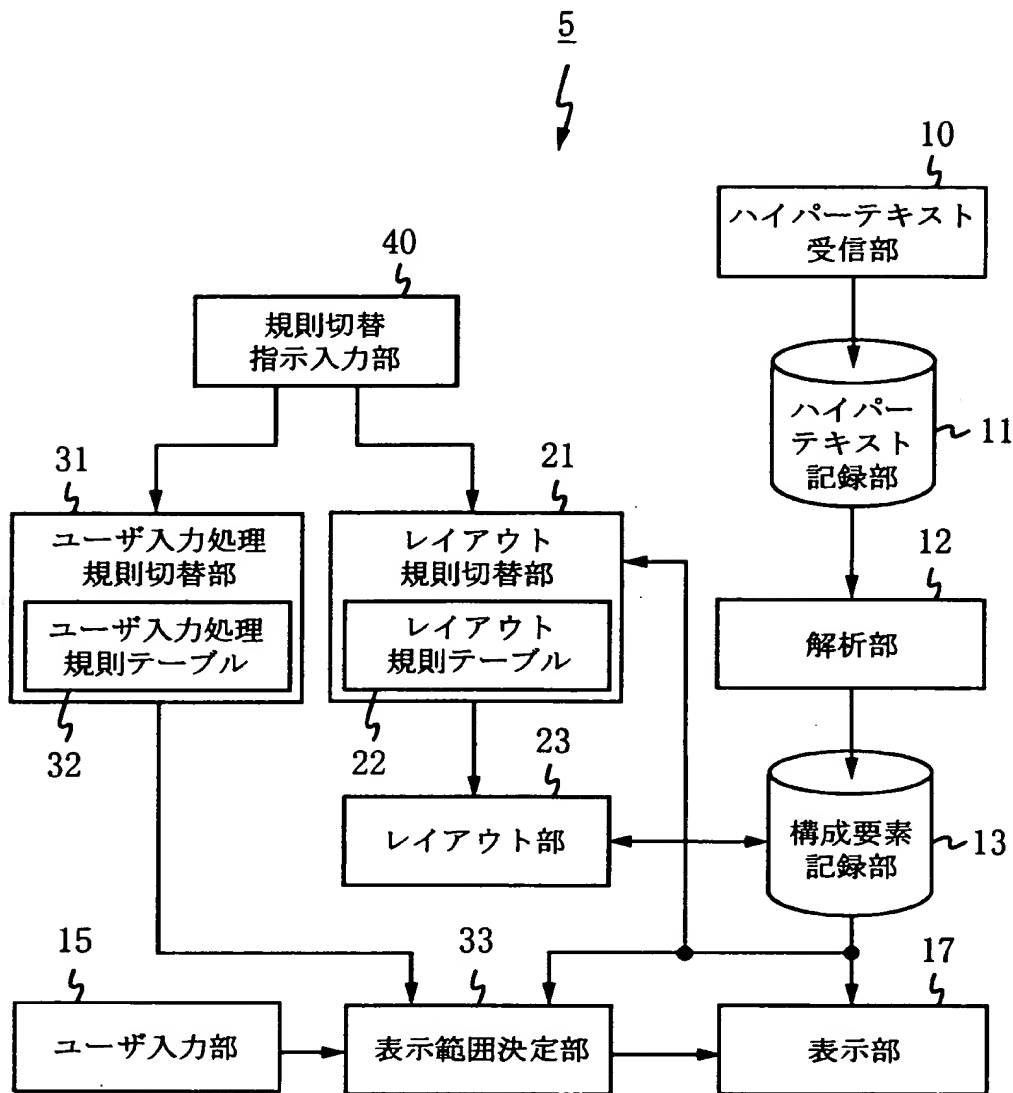 5
10
ハイパーテキスト
受信部
40
規則切替
指示入力部
ハイパー
テキスト
記録部
11
31
ユーザ入力処理
規則切替部
ユーザ入力処理
規則テーブル
32
21
レイアウト
規則切替部
レイアウト
規則テーブル
22
12
解析部
23
レイアウト部
構成要素
記録部
13
15
ユーザ入力部
33
表示範囲決定部
17
表示部